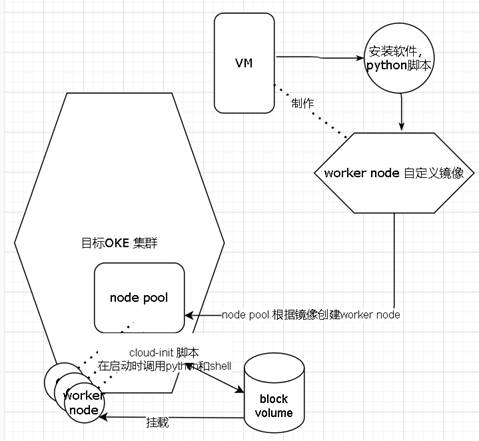 VM
安装软件,
python脚本
制作
worker node 自定义镜像
目标OKE 集群
node pool
node pool 根据镜像创建worker node
cloud-init 脚本
在启动时调用python和shell
worker
node
block
volume
挂载